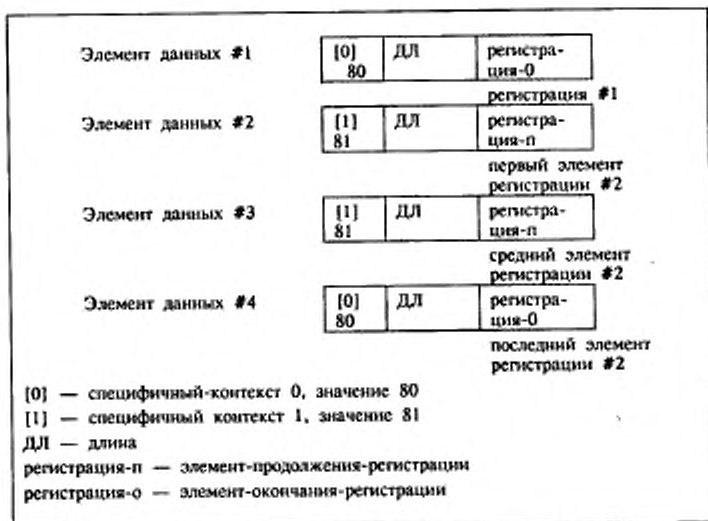 Элемент данных #1
[0] ДЛ регистра-
80 ция-0
регистрация #1
Элемент данных #2
[1] ДЛ регистра-
81 ция-п
первый элемент
регистрации #2
Элемент данных #3
[1] ДЛ регистра-
81 ция-п
средний элемент
регистрации #2
Элемент данных #4
[0] ДЛ регистра-
80 ция-0
последний элемент
регистрации #2
[0] — специфичный-контекст 0, значение 80
[1] — специфичный контекст 1, значение 81
ДЛ — длина
регистрация-п — элемент-продолжения-регистрации
регистрация-о — элемент-окончания-регистрации